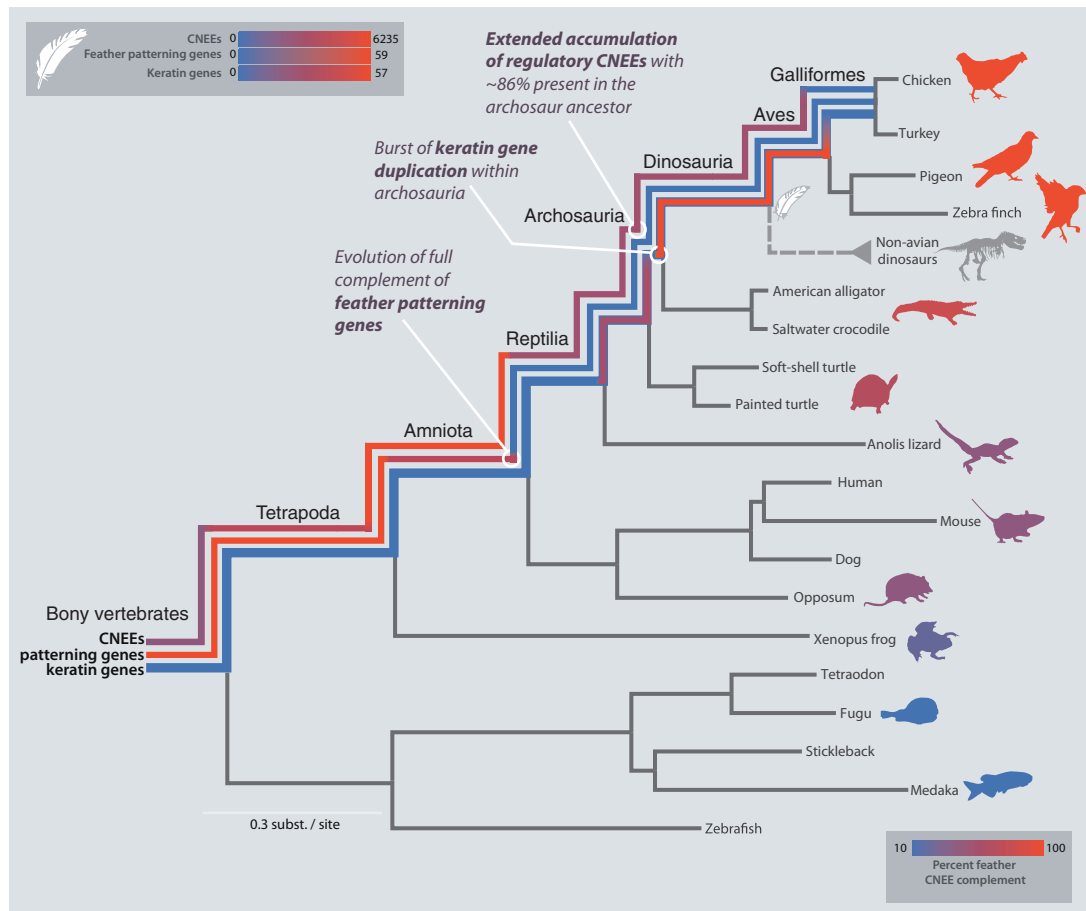 CNEEs 0 6235
Feather patterning genes 0 59
Keratin genes 0 57
Extended accumulation
of regulatory CNEEs with
~86% present in the
archosaur ancestor
Burst of keratin gene
duplication within
archosauria
Evolution of full
complement of
feather patterning
genes
Galliformes
Aves
Dinosauria
Archosauria
Reptilia
Amniota
Tetrapoda
Bony vertebrates
CNEEs
patterning genes
keratin genes
Chicken
Turkey
Pigeon
Zebra finch
Non-avian
dinosaurs
American alligator
Saltwater crocodile
Soft-shell turtle
Painted turtle
Anolis lizard
Human
Mouse
Dog
Opossum
Xenopus frog
Tetraodon
Fugu
Stickleback
Medaka
Zebrafish
0.3 subst. / site
10 100
Percent feather
CNEE complement